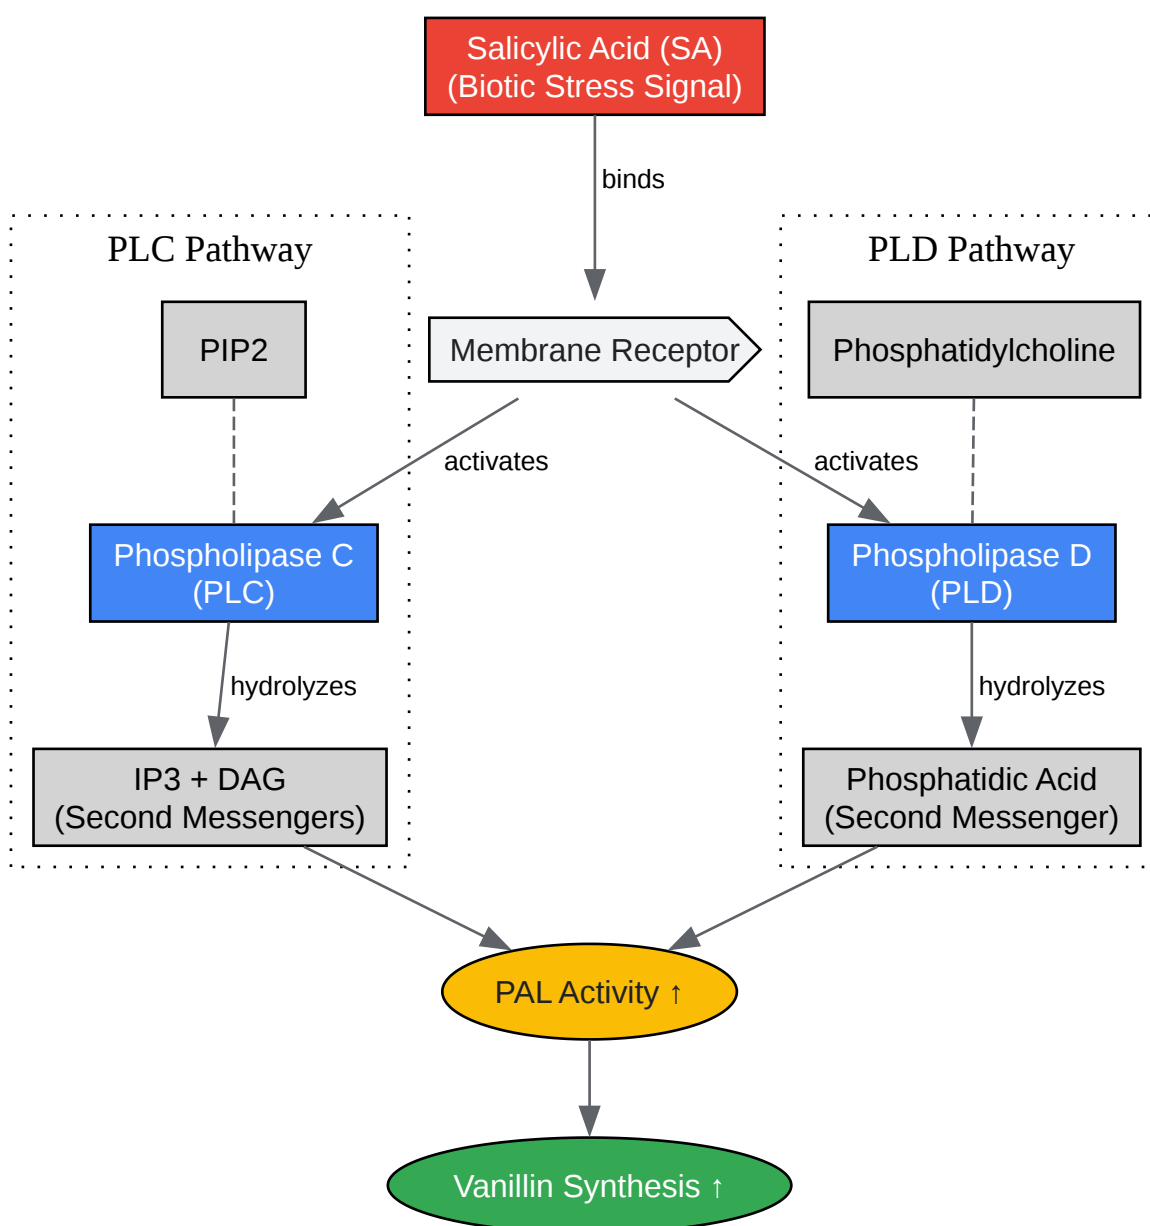 Salicylic Acid (SA)
(Biotic Stress Signal)
binds
PLC Pathway
PLD Pathway
PIP2
Membrane Receptor
Phosphatidylcholine
activates
activates
Phospholipase C
(PLC)
Phospholipase D
(PLD)
hydrolyzes
hydrolyzes
IP3 + DAG
(Second Messengers)
Phosphatidic Acid
(Second Messenger)
PAL Activity ↑
Vanillin Synthesis ↑